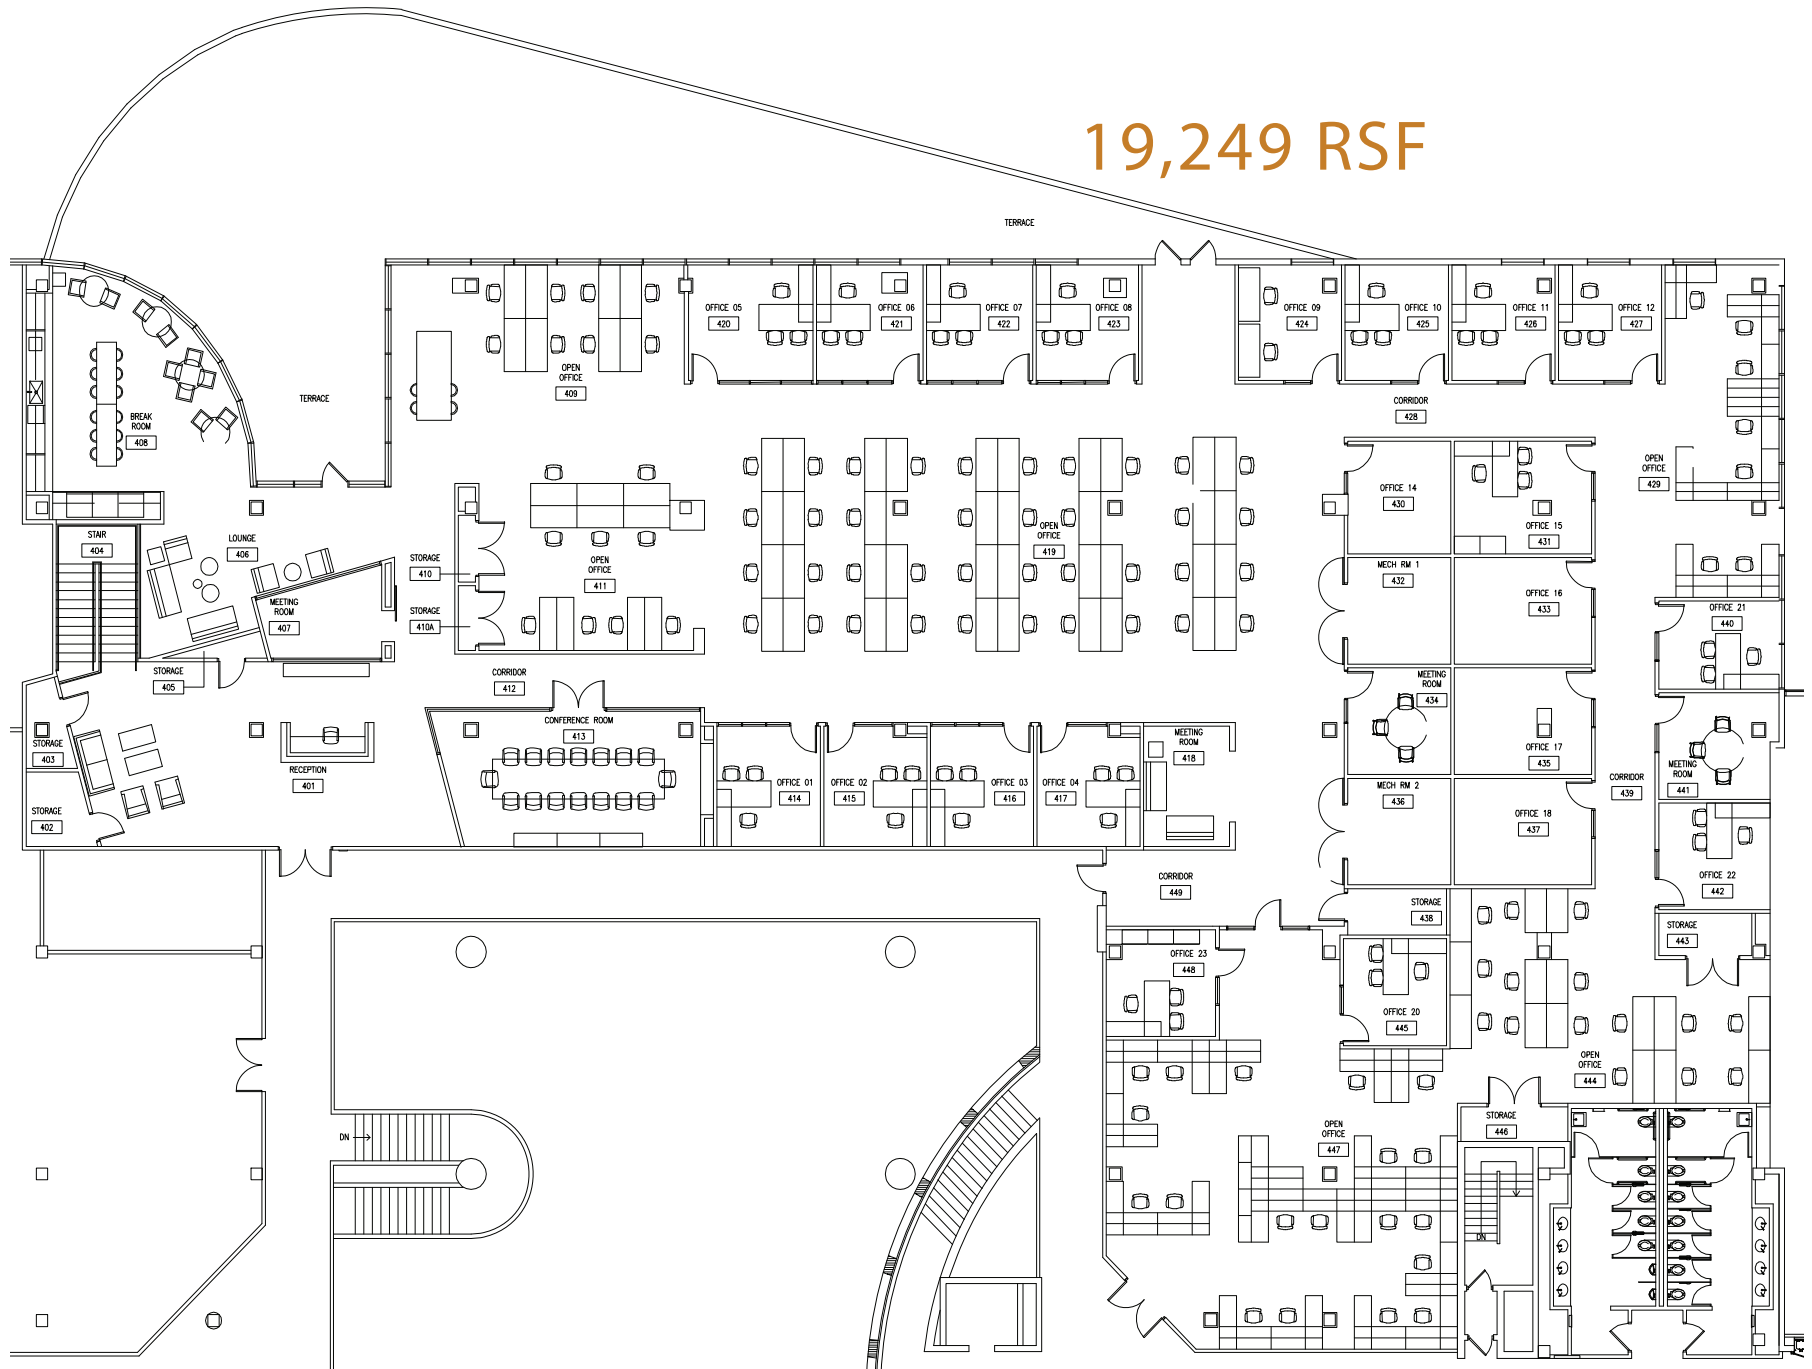 19,249 RSF
TERRACE
OFFICE 05
420
OFFICE 06
421
OFFICE 07
422
OFFICE 08
423
OFFICE 09
424
OFFICE 10
425
OFFICE 11
426
OFFICE 12
427
OPEN
OFFICE
409
TERRACE
CORRIDOR
428
BREAK
ROOM
408
OPEN
OFFICE
429
OFFICE 14
430
OFFICE 15
431
STAIR
404
LOUNGE
406
OPEN
OFFICE
419
STORAGE
410
OPEN
OFFICE
411
MECH RM 1
432
OFFICE 16
433
MEETING
ROOM
407
STORAGE
410A
OFFICE 21
440
STORAGE
405
CORRIDOR
412
MEETING
ROOM
434
CONFERENCE ROOM
413
MEETING
ROOM
418
STORAGE
403
OFFICE 17
435
RECEPTION
401
OFFICE 01
414
OFFICE 02
415
OFFICE 03
416
OFFICE 04
417
MECH RM 2
436
CORRIDOR
439
MEETING
ROOM
441
STORAGE
402
OFFICE 18
437
CORRIDOR
449
OFFICE 22
442
STORAGE
438
STORAGE
443
OFFICE 23
448
OFFICE 20
445
OPEN
OFFICE
444
DN
OPEN
OFFICE
447
STORAGE
446
DN